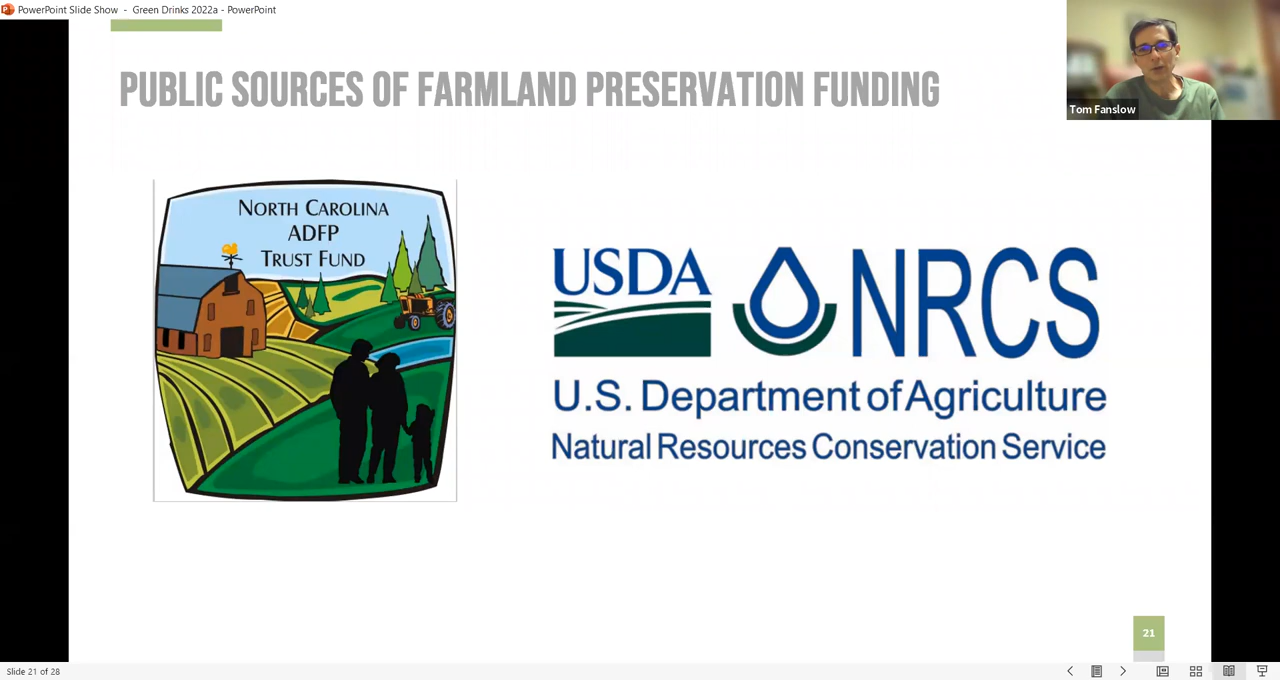 PowerPoint Slide Show - Green Drinks 2022a - PowerPoint
Tom Fanslow
PUBLIC SOURCES OF FARMLAND PRESERVATION FUNDING
NORTH CAROLINA
ADFP
TRUST FUND
USDA NRCS
U.S. Department of Agriculture
Natural Resources Conservation Service
21
Slide 21 of 28